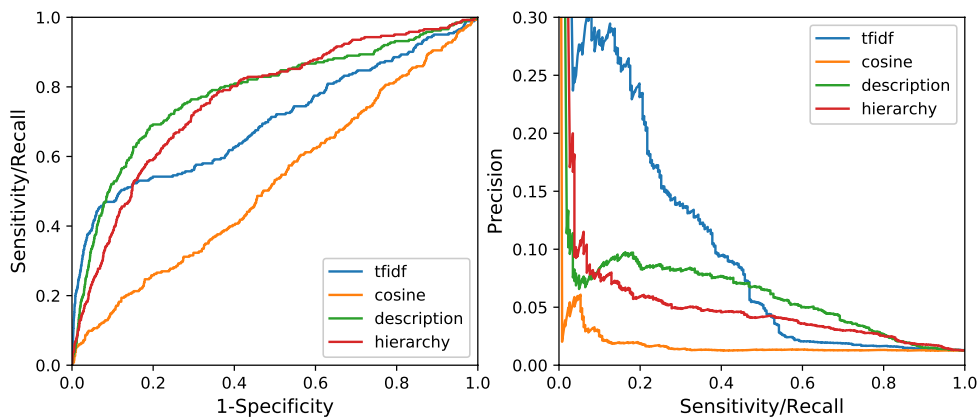 1.0
0.8
0.6
0.4
0.2
0.0
Sensitivity/Recall
0.0 0.2 0.4 0.6 0.8 1.0
1-Specificity
tfidf
cosine
description
hierarchy
0.30
0.25
0.20
0.15
0.10
0.05
0.00
Precision
0.0 0.2 0.4 0.6 0.8 1.0
Sensitivity/Recall
tfidf
cosine
description
hierarchy